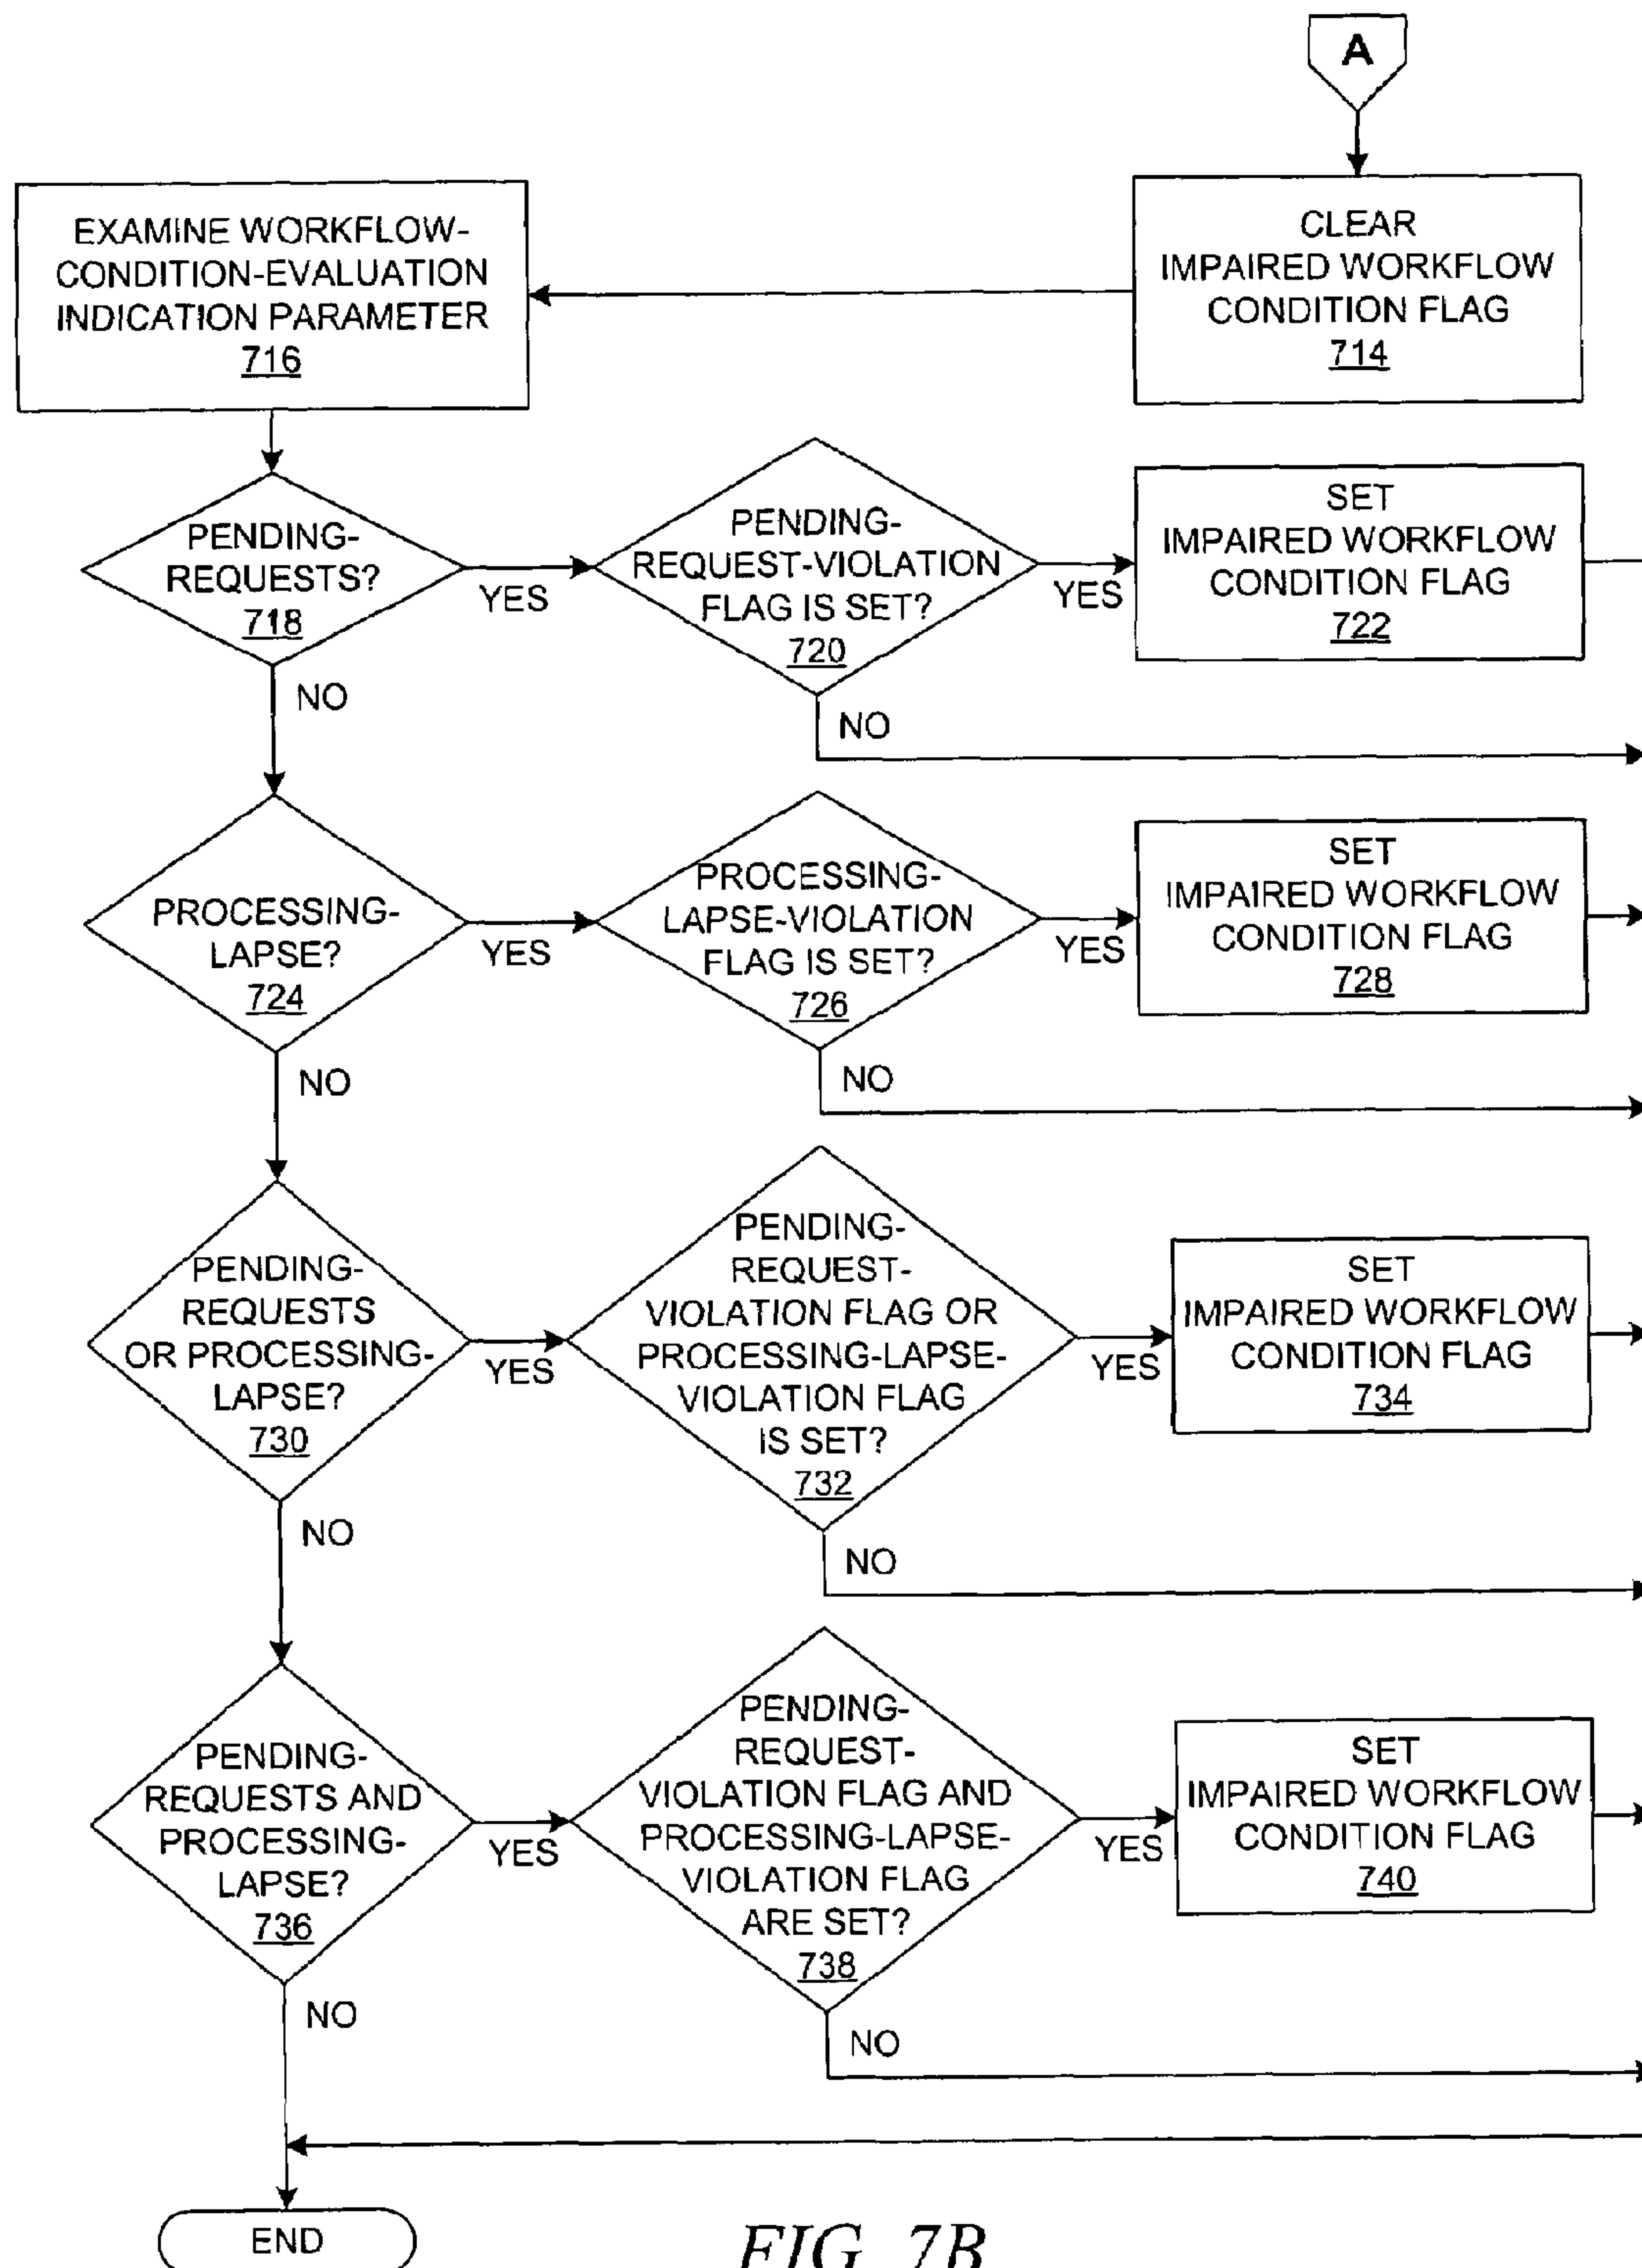 A
CLEAR
IMPAIRED WORKFLOW
CONDITION FLAG
714
EXAMINE WORKFLOW-
CONDITION-EVALUATION
INDICATION PARAMETER
716
PENDING-
REQUESTS?
718
YES
NO
PENDING-
REQUEST-VIOLATION
FLAG IS SET?
720
YES
NO
SET
IMPAIRED WORKFLOW
CONDITION FLAG
722
PROCESSING-
LAPSE?
724
YES
NO
PROCESSING-
LAPSE-VIOLATION
FLAG IS SET?
726
YES
NO
SET
IMPAIRED WORKFLOW
CONDITION FLAG
728
PENDING-
REQUESTS
OR PROCESSING-
LAPSE?
730
YES
NO
PENDING-
REQUEST-
VIOLATION FLAG OR
PROCESSING-LAPSE-
VIOLATION FLAG
IS SET?
732
YES
NO
SET
IMPAIRED WORKFLOW
CONDITION FLAG
734
PENDING-
REQUESTS AND
PROCESSING-
LAPSE?
736
YES
NO
PENDING-
REQUEST-
VIOLATION FLAG AND
PROCESSING-LAPSE-
VIOLATION FLAG
ARE SET?
738
YES
NO
SET
IMPAIRED WORKFLOW
CONDITION FLAG
740
END
FIG. 7B